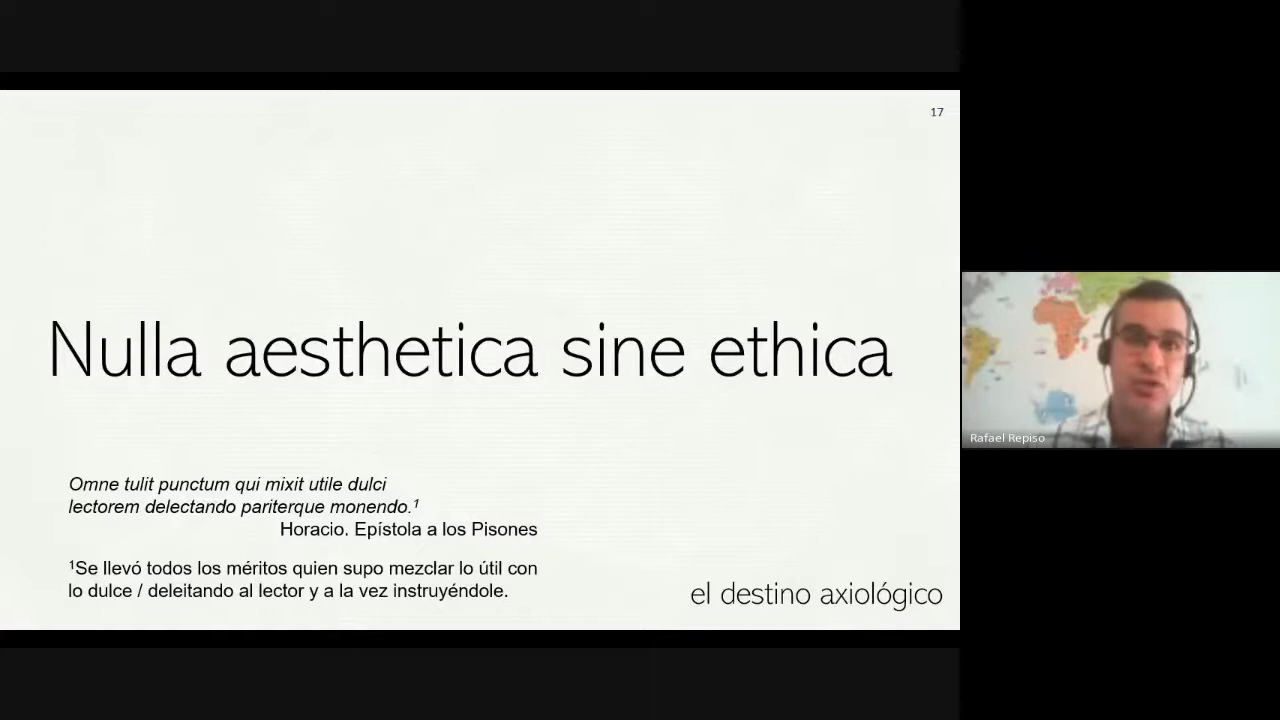 17
Nulla aesthetica sine ethica
Omne tulit punctum qui mixit utile dulci
lectorem delectando pariterque monendo.¹
Horacio. Epístola a los Pisones
¹Se llevó todos los méritos quien supo mezclar lo útil con
lo dulce / deleitando al lector y a la vez instruyéndole.
el destino axiológico
Rafael Repiso